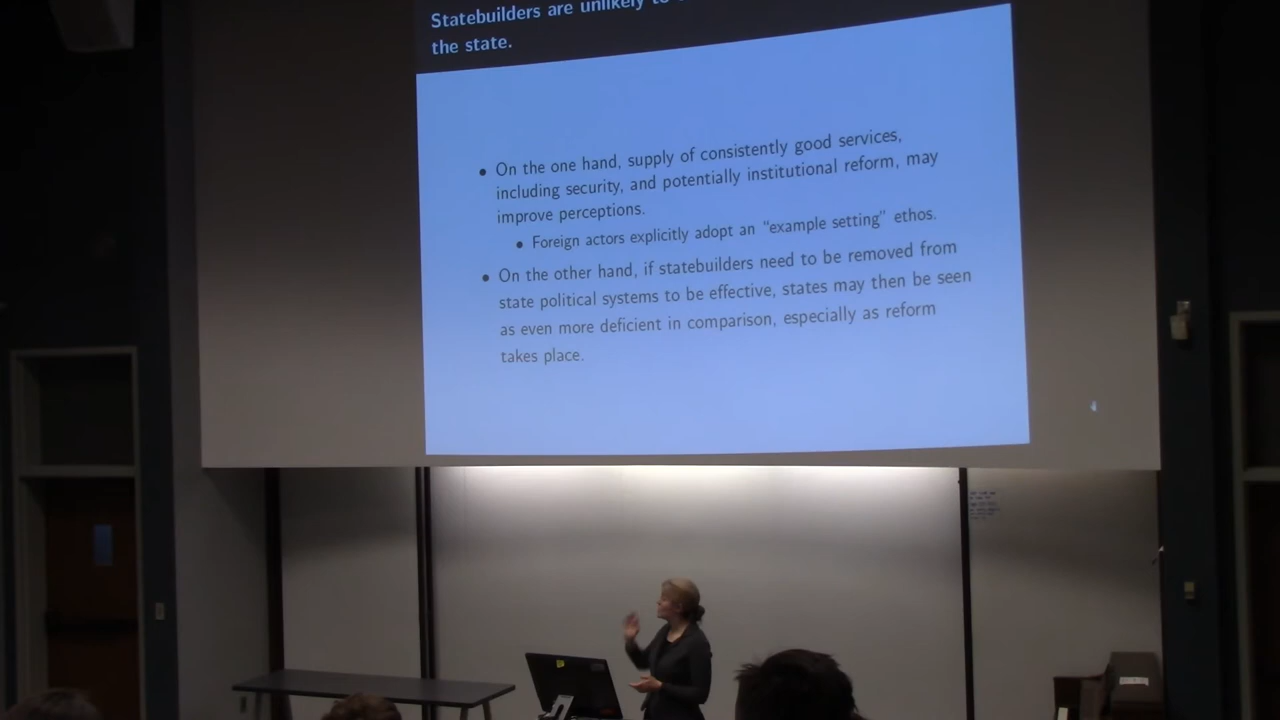 Statebuilders are unlikely to
the state.
• On the one hand, supply of consistently good services,
including security, and potentially institutional reform, may
improve perceptions.
• Foreign actors explicitly adopt an “example setting” ethos.
• On the other hand, if statebuilders need to be removed from
state political systems to be effective, states may then be seen
as even more deficient in comparison, especially as reform
takes place.